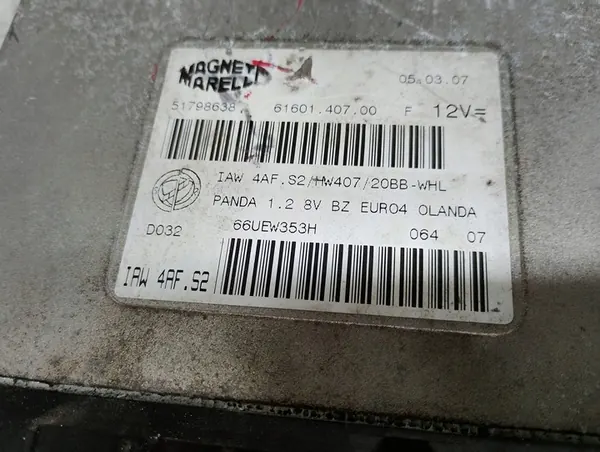 MAGNETI MARELLI
05.03.07
51798638 61601.407.00 F 12V=
IAW 4AF.S2/HW407/20BB-WHL
PANDA 1.2 8V BZ EURO4 OLANDA
D032 66UEW353H 064 07
IAW 4AF.S2